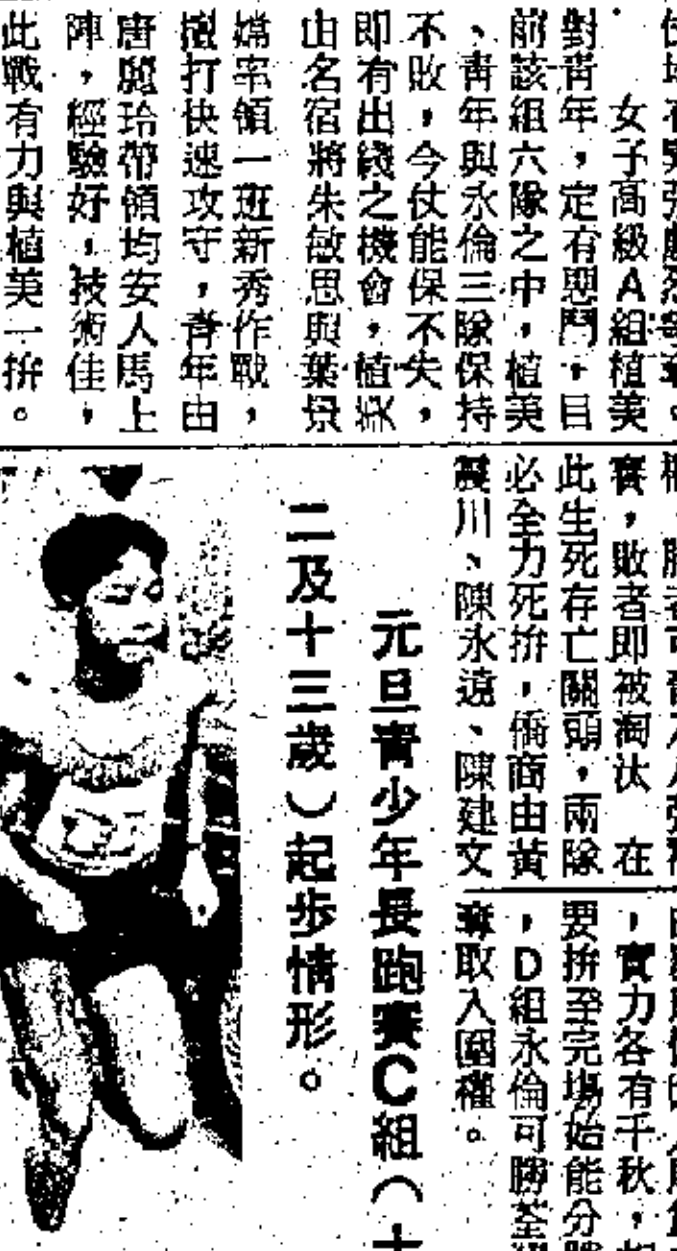 女子高級A組植美
對青年，定有惡鬥，目
前該組六隊之中，植美
、青年與永倫三隊保持
不敗，今仗能保不失，
即有出綫之機會，植美
由名宿將朱敏思與葉景
嫦率領一班新秀作戰，
擅打快速攻守，青年由
唐麗玲帶領均安人馬上
陣，經驗好，技術佳，
此戰有力與植美一拚。
賽，敗者即被淘汰 在
此生死存亡關頭，兩隊
必全力死拚，僑商由黃
震川、陳永遠、陳建文
，實力各有千秋，
要拚至完場始能分
，D組永倫可勝荃
奪取入圍權。
元旦青少年長跑賽C組（十
二及十三歲）起步情形。